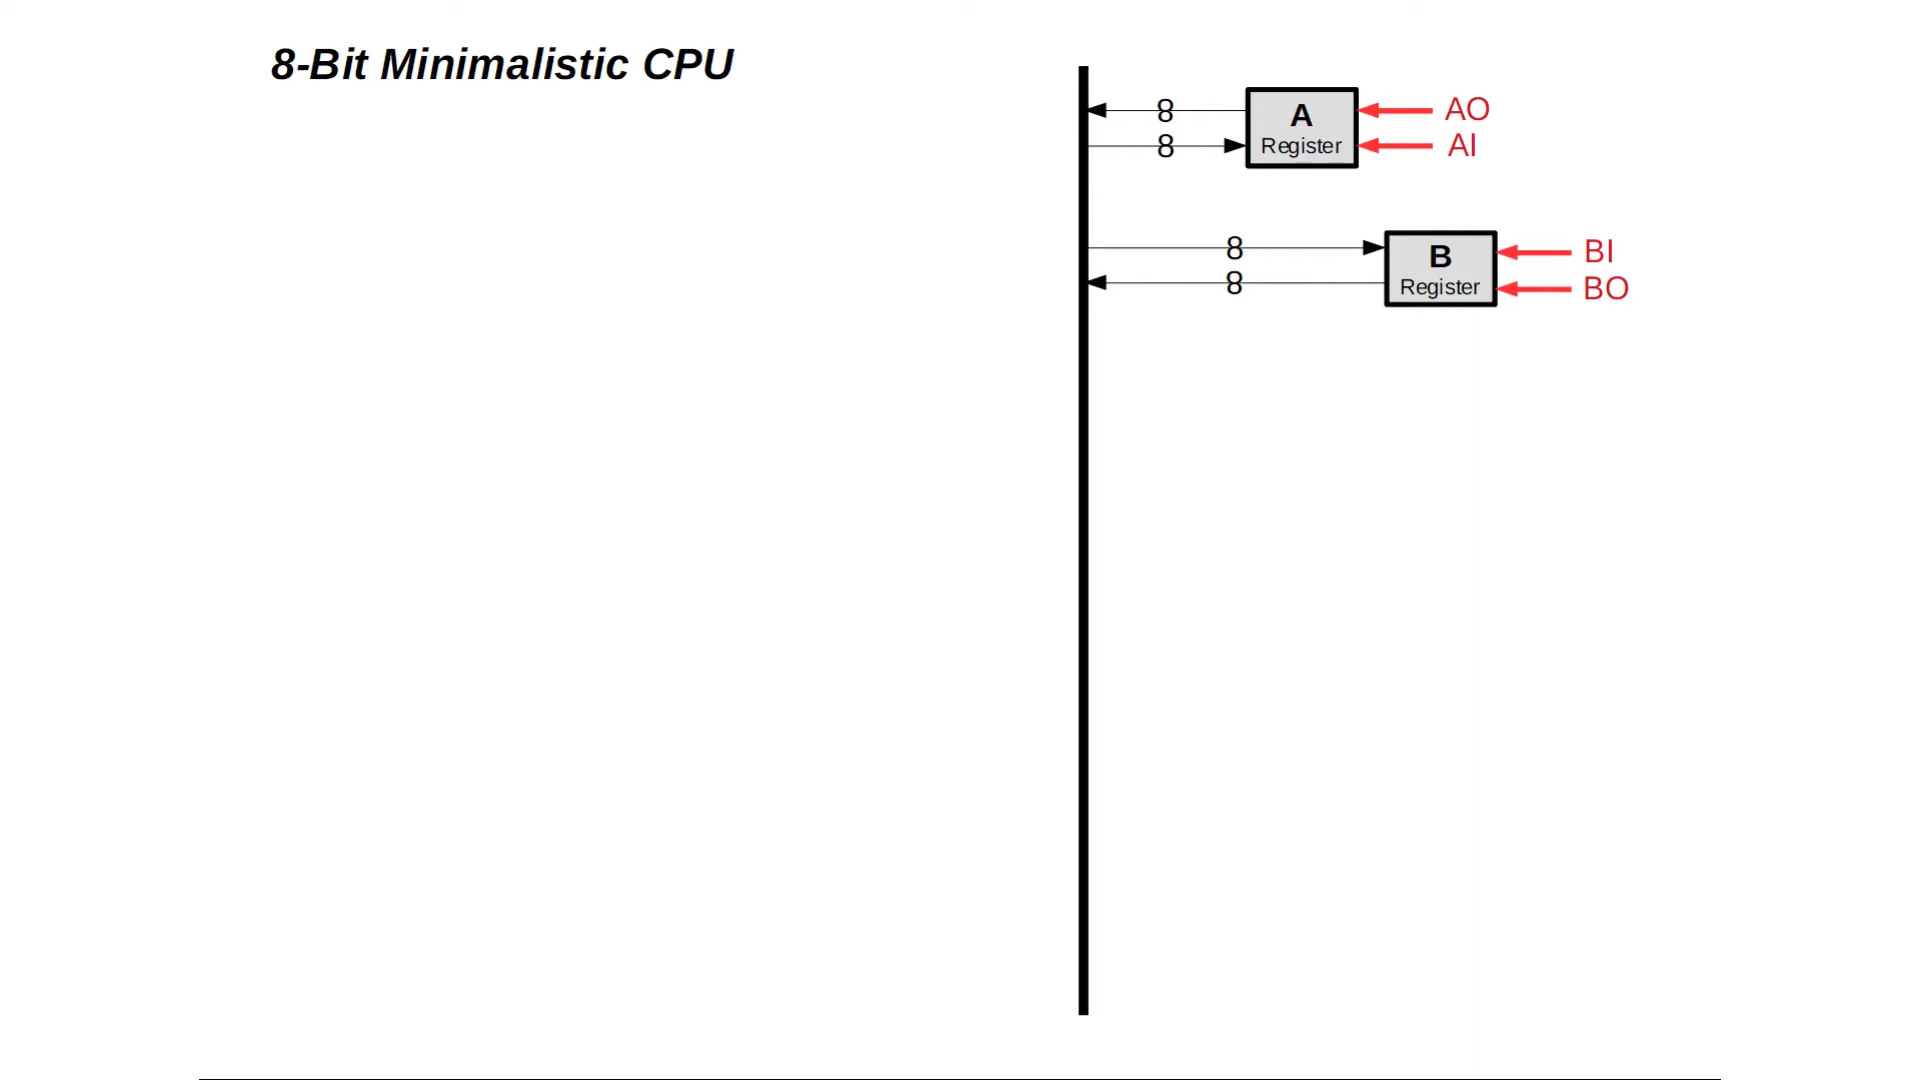 8-Bit Minimalistic CPU
8
A
AO
8
Register
AI
8
B
BI
8
Register
BO